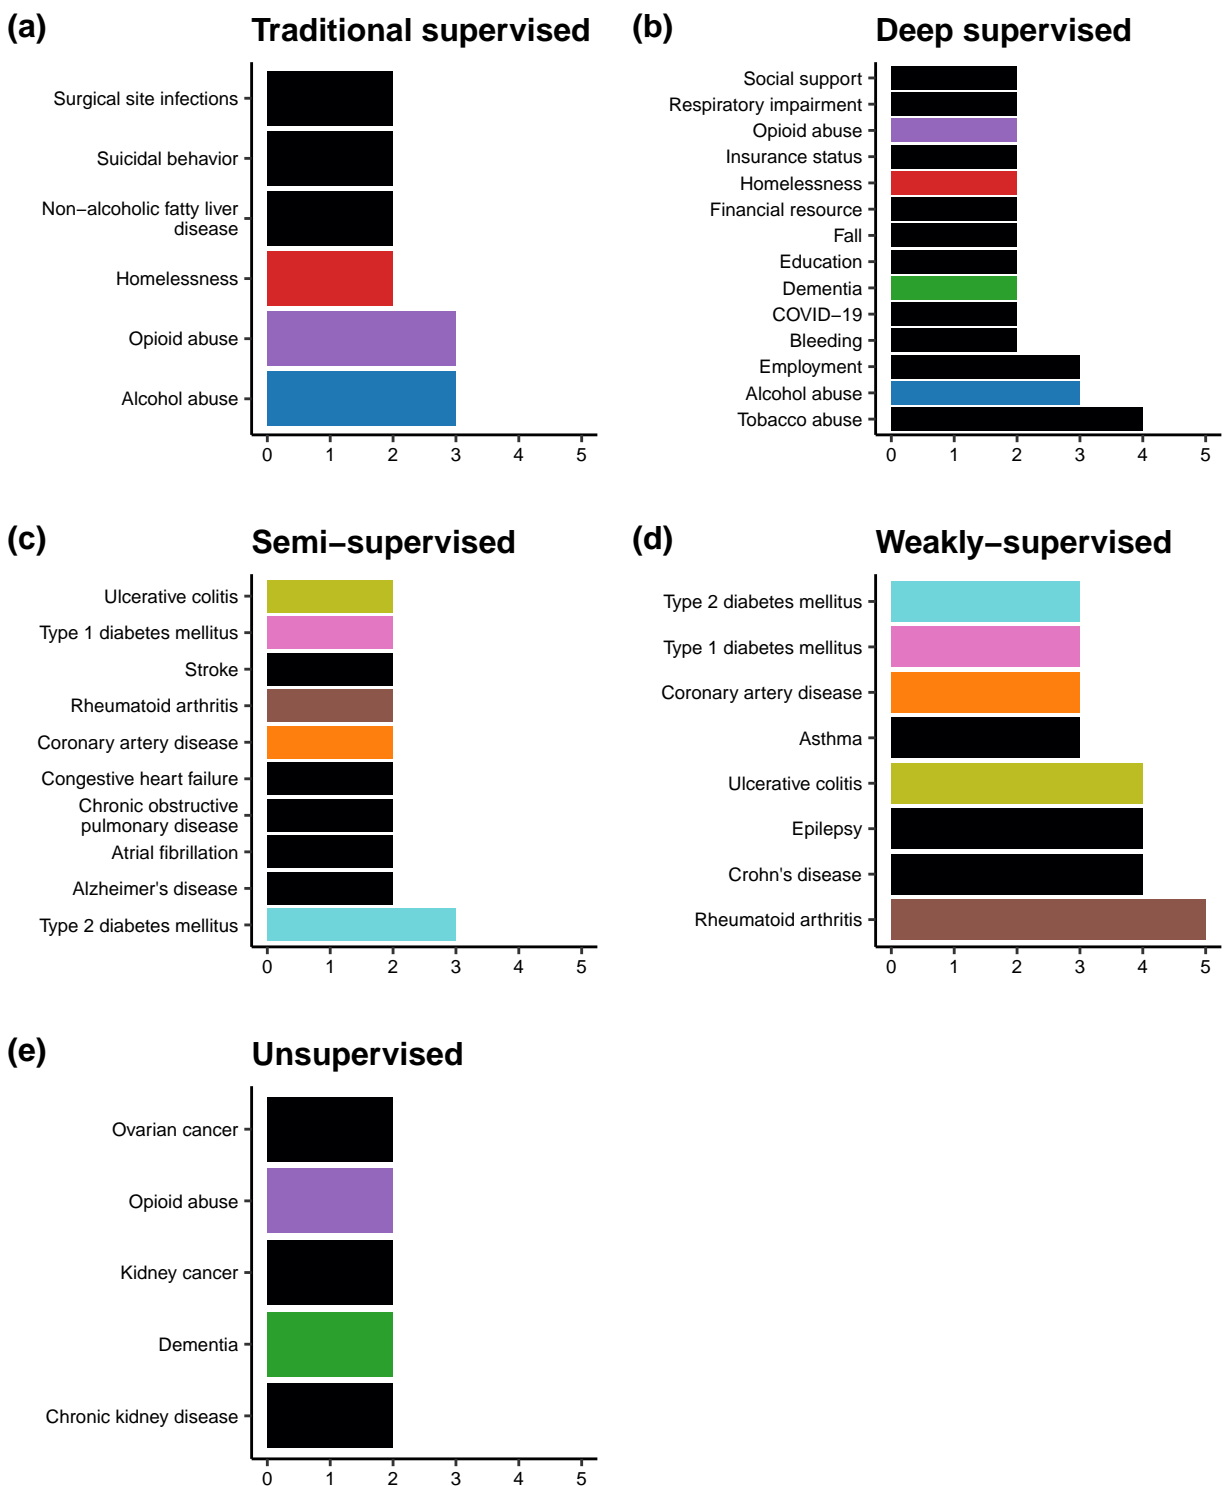 (a)
Traditional supervised
Surgical site infections
Suicidal behavior
Non−alcoholic fatty liver
disease
Homelessness
Opioid abuse
Alcohol abuse
0 1 2 3 4 5
(b)
Deep supervised
Social support
Respiratory impairment
Opioid abuse
Insurance status
Homelessness
Financial resource
Fall
Education
Dementia
COVID−19
Bleeding
Employment
Alcohol abuse
Tobacco abuse
0 1 2 3 4 5
(c)
Semi−supervised
Ulcerative colitis
Type 1 diabetes mellitus
Stroke
Rheumatoid arthritis
Coronary artery disease
Congestive heart failure
Chronic obstructive
pulmonary disease
Atrial fibrillation
Alzheimer's disease
Type 2 diabetes mellitus
0 1 2 3 4 5
(d)
Weakly−supervised
Type 2 diabetes mellitus
Type 1 diabetes mellitus
Coronary artery disease
Asthma
Ulcerative colitis
Epilepsy
Crohn's disease
Rheumatoid arthritis
0 1 2 3 4 5
(e)
Unsupervised
Ovarian cancer
Opioid abuse
Kidney cancer
Dementia
Chronic kidney disease
0 1 2 3 4 5